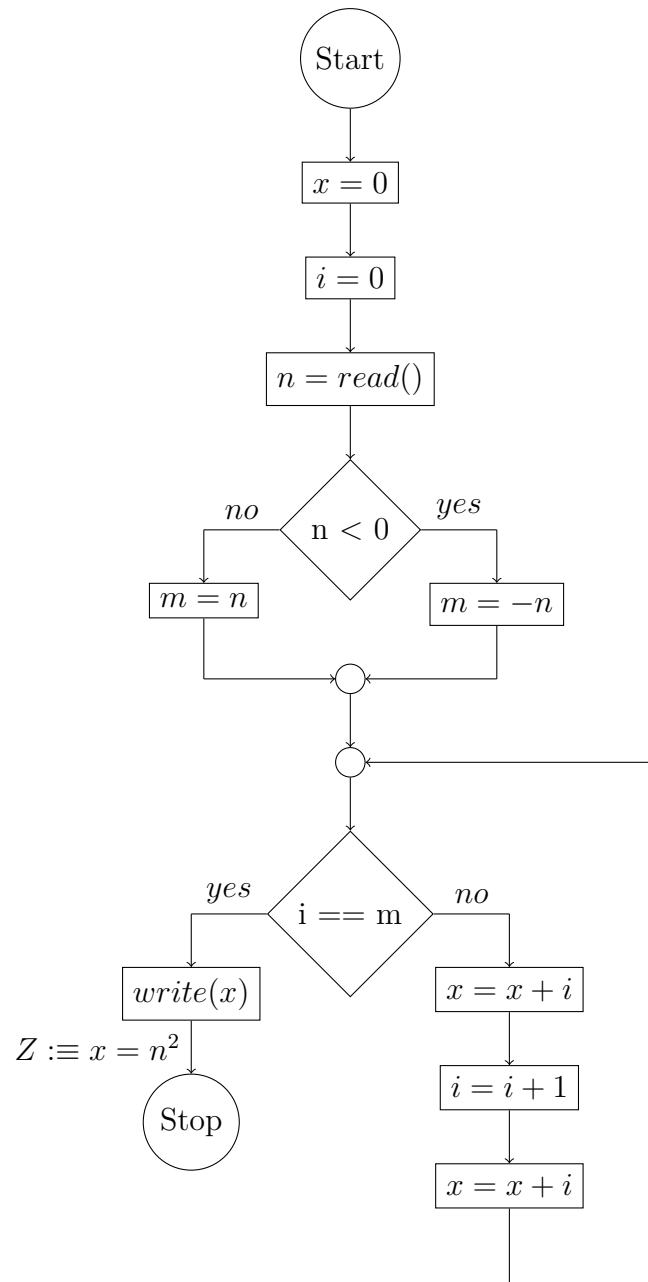 Start
x = 0
i = 0
n = read()
no
yes
n < 0
m = n
m = −n
yes
no
i == m
write(x)
x = x + i
Z :≡ x = n²
i = i + 1
Stop
x = x + i